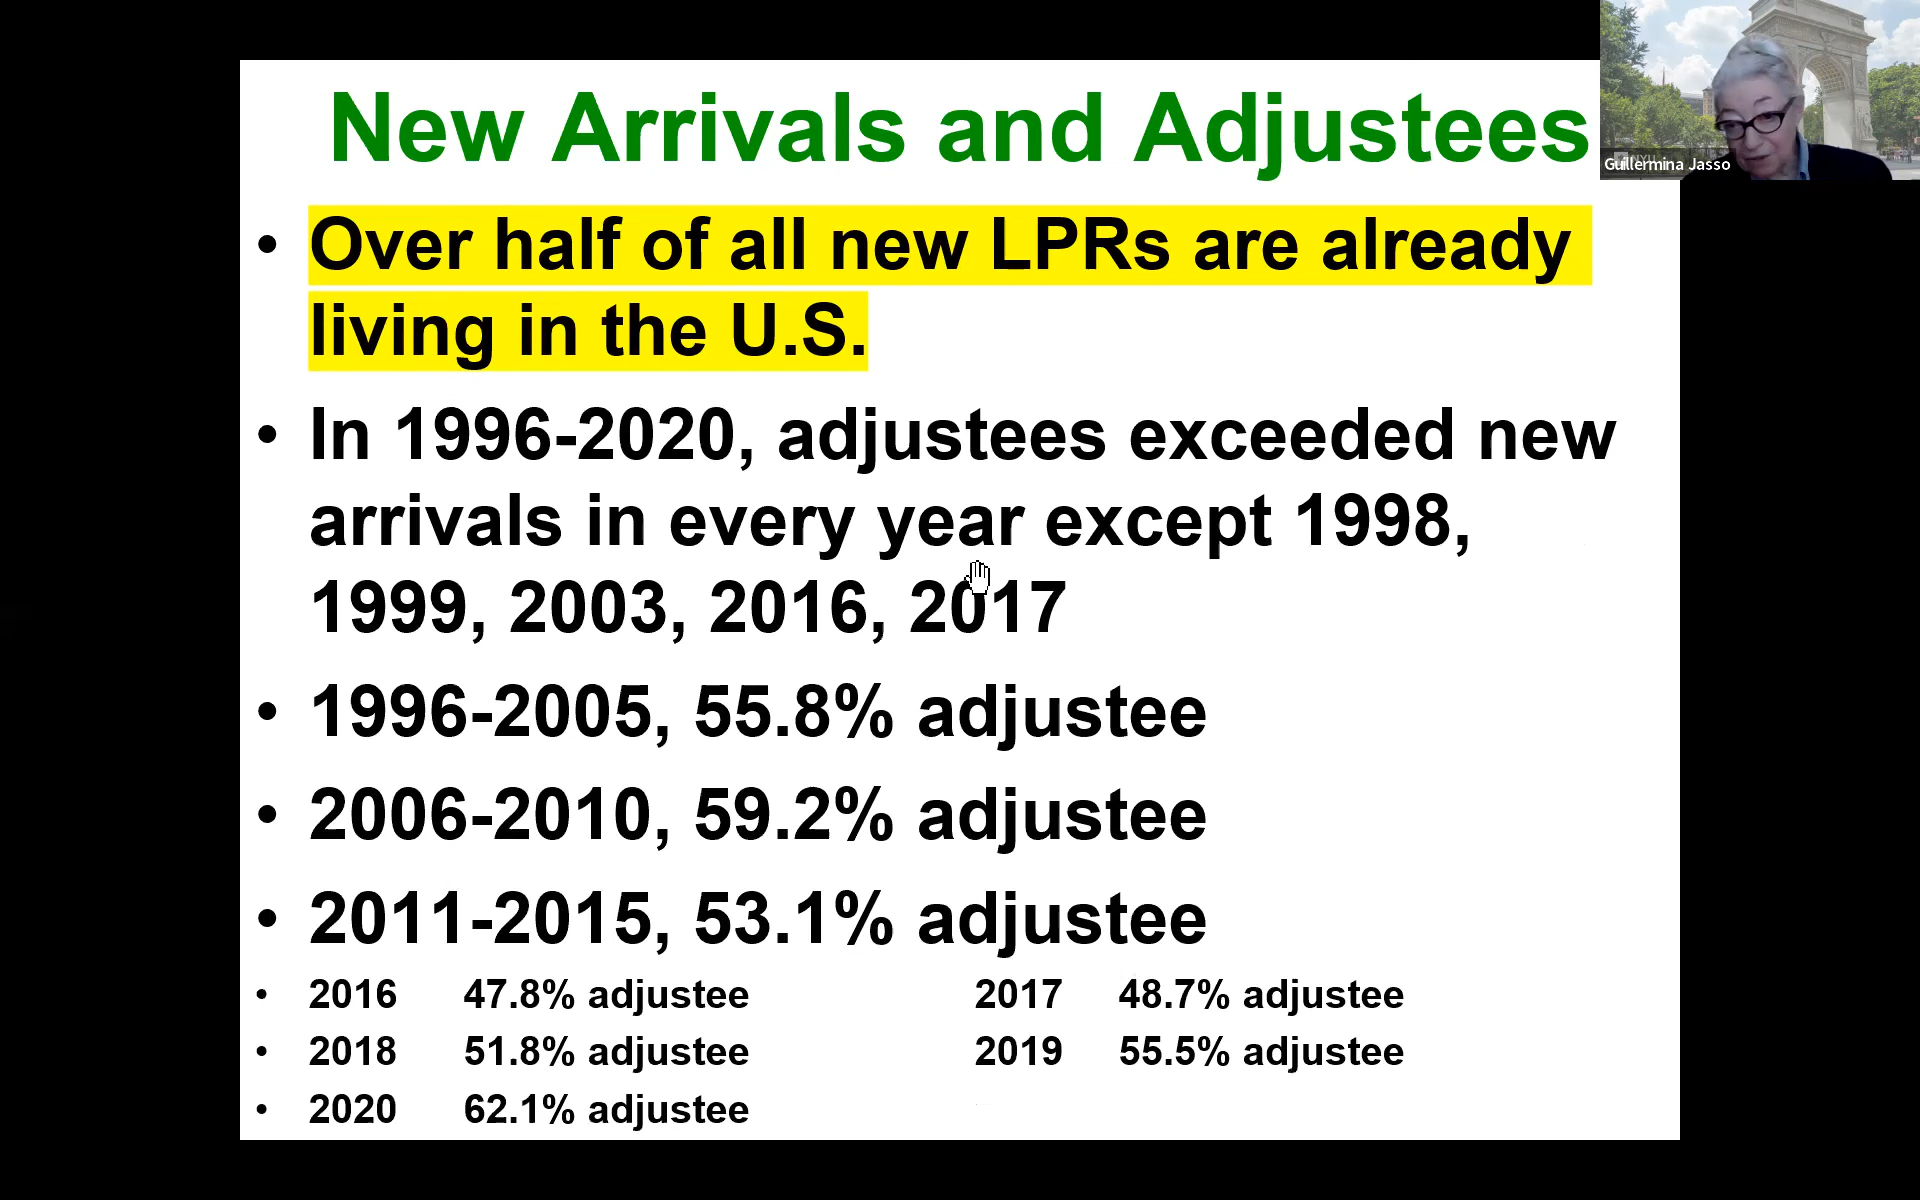 New Arrivals and Adjustees
• Over half of all new LPRs are already
living in the U.S.
• In 1996-2020, adjustees exceeded new
arrivals in every year except 1998,
1999, 2003, 2016, 2017
• 1996-2005, 55.8% adjustee
• 2006-2010, 59.2% adjustee
• 2011-2015, 53.1% adjustee
• 2016 47.8% adjustee 2017 48.7% adjustee
• 2018 51.8% adjustee 2019 55.5% adjustee
• 2020 62.1% adjustee
Guillermina Jasso